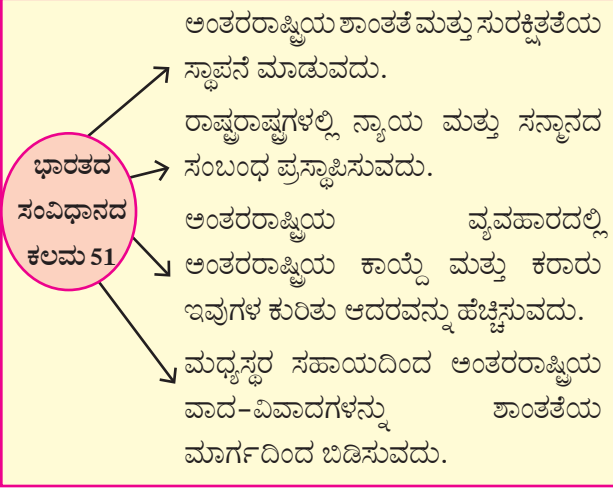 ಅಂತರರಾಷ್ಟ್ರಿಯ ಶಾಂತತೆ ಮತ್ತು ಸುರಕ್ಷಿತತೆಯ
ಸ್ಥಾಪನೆ ಮಾಡುವದು.
ರಾಷ್ಟ್ರರಾಷ್ಟ್ರಗಳಲ್ಲಿ ನ್ಯಾಯ ಮತ್ತು ಸನ್ಮಾನದ
ಸಂಬಂಧ ಪ್ರಸ್ಥಾಪಿಸುವದು.
ಭಾರತದ
ಸಂವಿಧಾನದ
ಕಲಮ 51
ಅಂತರರಾಷ್ಟ್ರಿಯ ವ್ಯವಹಾರದಲ್ಲಿ
ಅಂತರರಾಷ್ಟ್ರಿಯ ಕಾಯ್ದೆ ಮತ್ತು ಕರಾರು
ಇವುಗಳ ಕುರಿತು ಆದರವನ್ನು ಹೆಚ್ಚಿಸುವದು.
ಮಧ್ಯಸ್ಥರ ಸಹಾಯದಿಂದ ಅಂತರರಾಷ್ಟ್ರಿಯ
ವಾದ-ವಿವಾದಗಳನ್ನು ಶಾಂತತೆಯ
ಮಾರ್ಗದಿಂದ ಬಿಡಿಸುವದು.